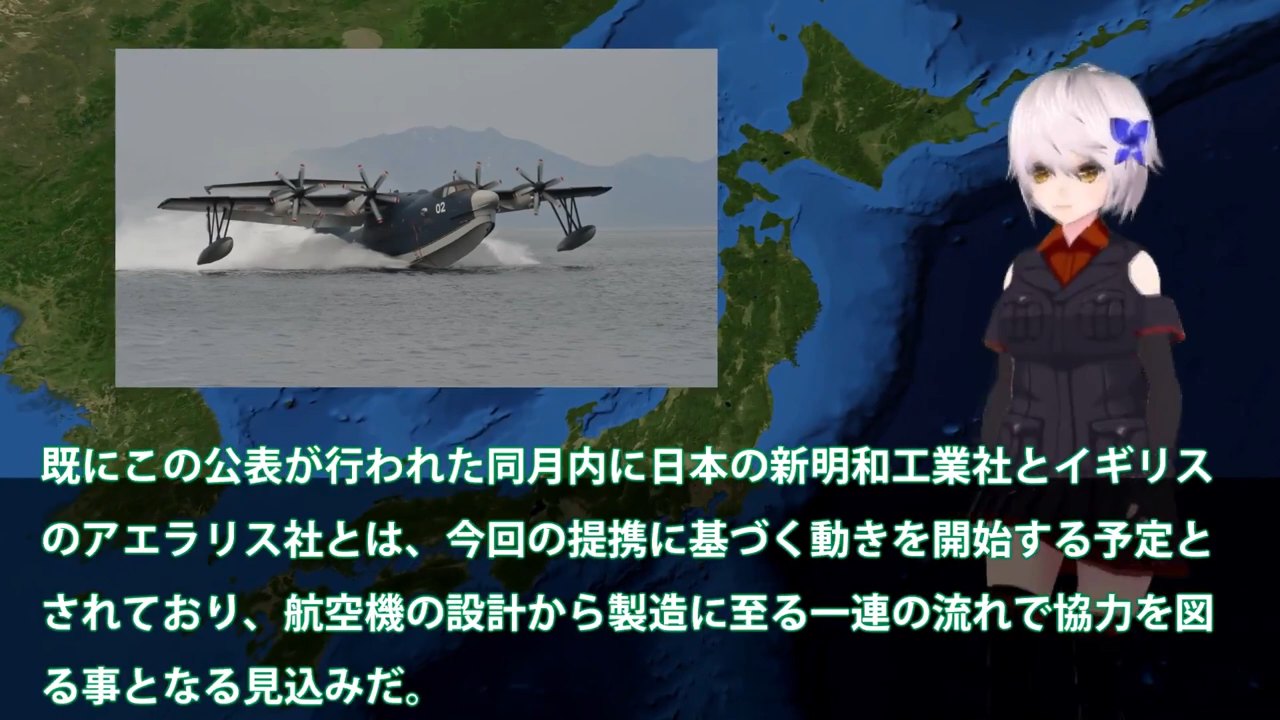 02
既にこの公表が行われた同月内に日本の新明和工業社とイギリス
のアエラリス社とは、今回の提携に基づく動きを開始する予定と
されており、航空機の設計から製造に至る一連の流れで協力を図
る事となる見込みだ。